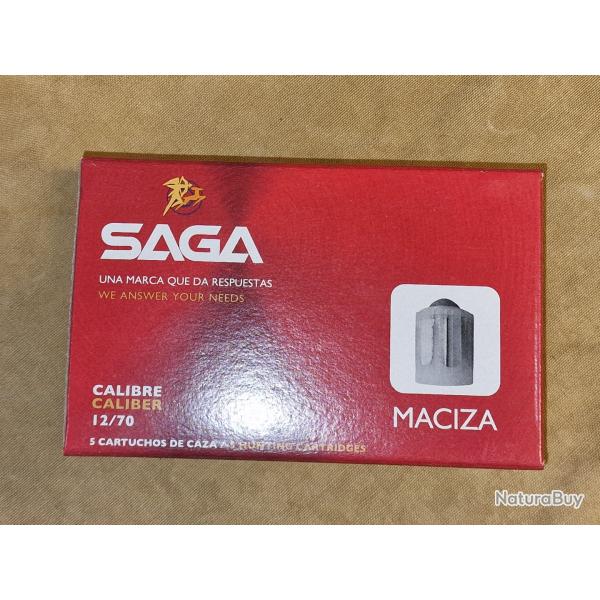 SAGA
UNA MARCA QUE DA RESPUESTAS
WE ANSWER YOUR NEEDS
CALIBRE
CALIBER
12/70
5 CARTUCHOS DE CAZA / 5 HUNTING CARTRIDGES
MACIZA
NaturaBuy